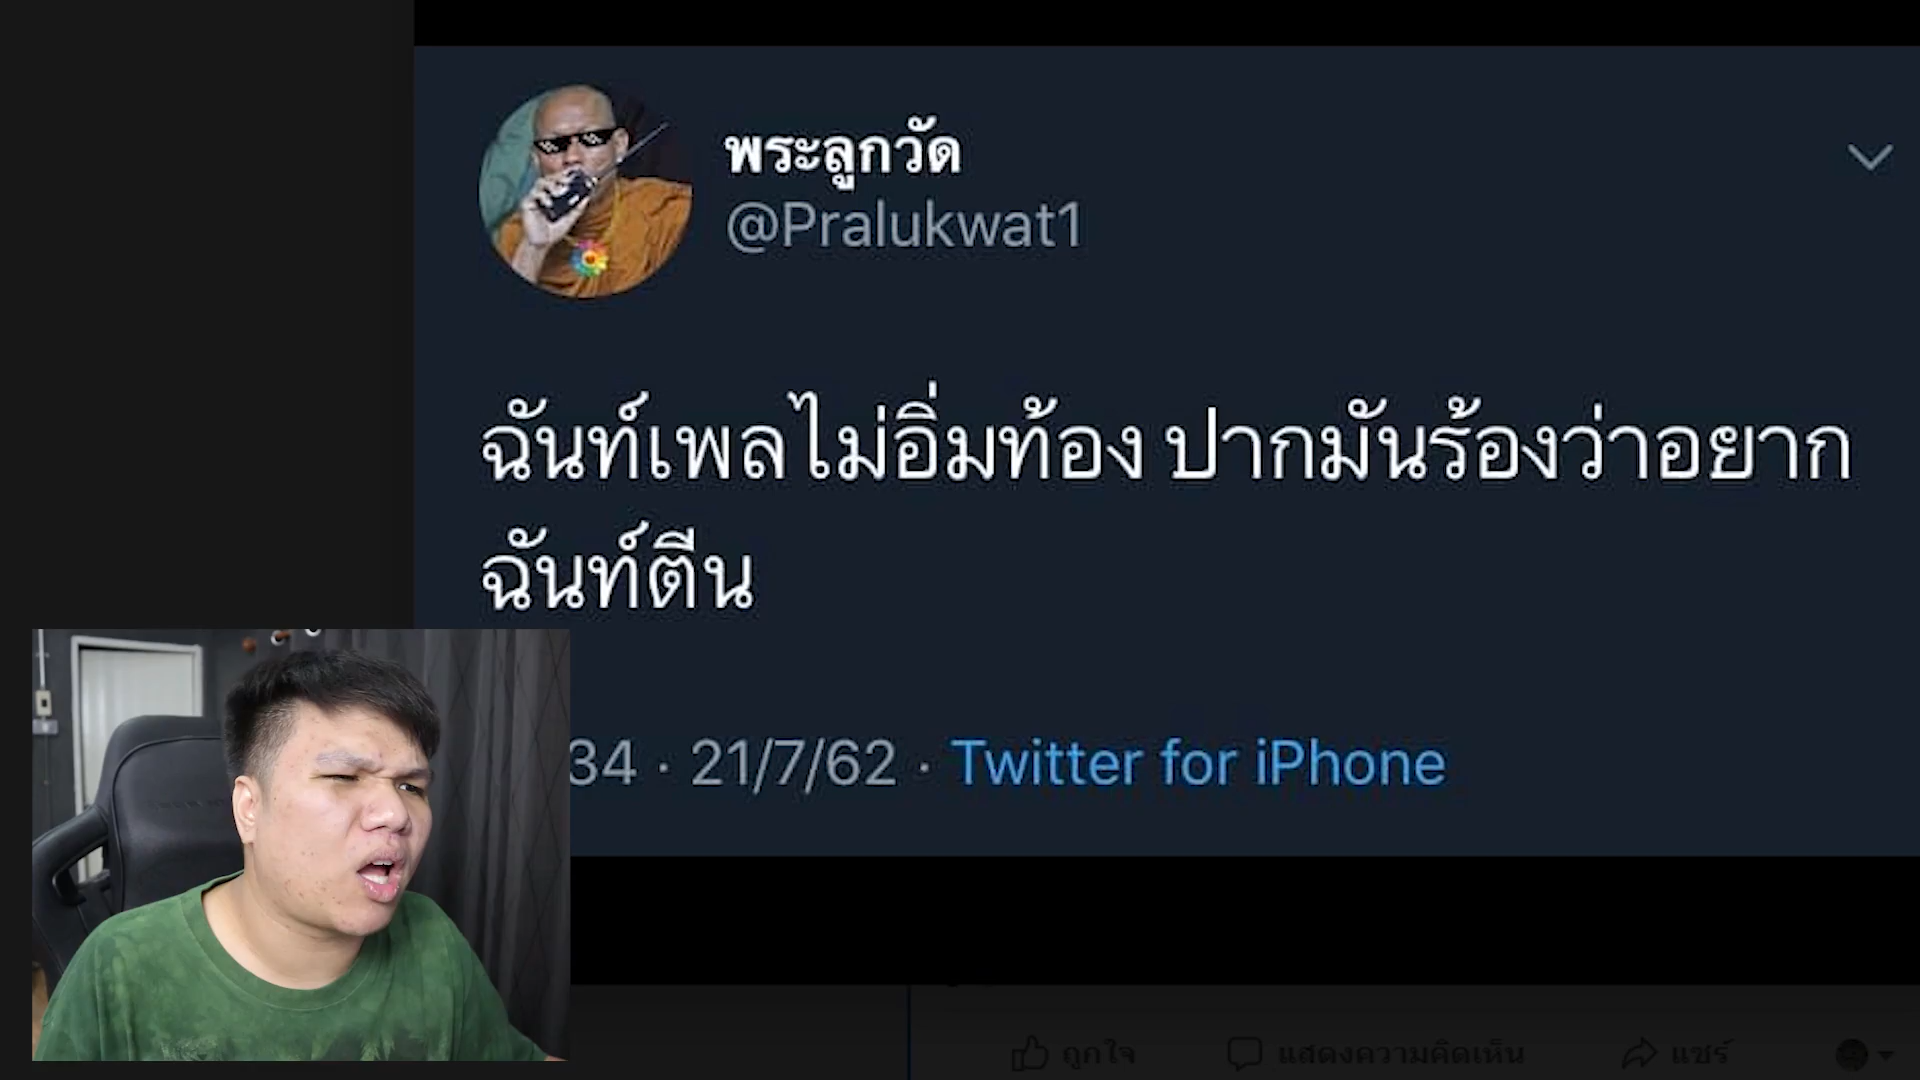 พระลูกวัด
@Pralukwat1
ฉันท์เพลไม่อิ่มท้อง ปากมันร้องว่าอยาก
ฉันท์ตีน
34 · 21/7/62 · Twitter for iPhone
ถูกใจ แสดงความคิดเห็น แชร์